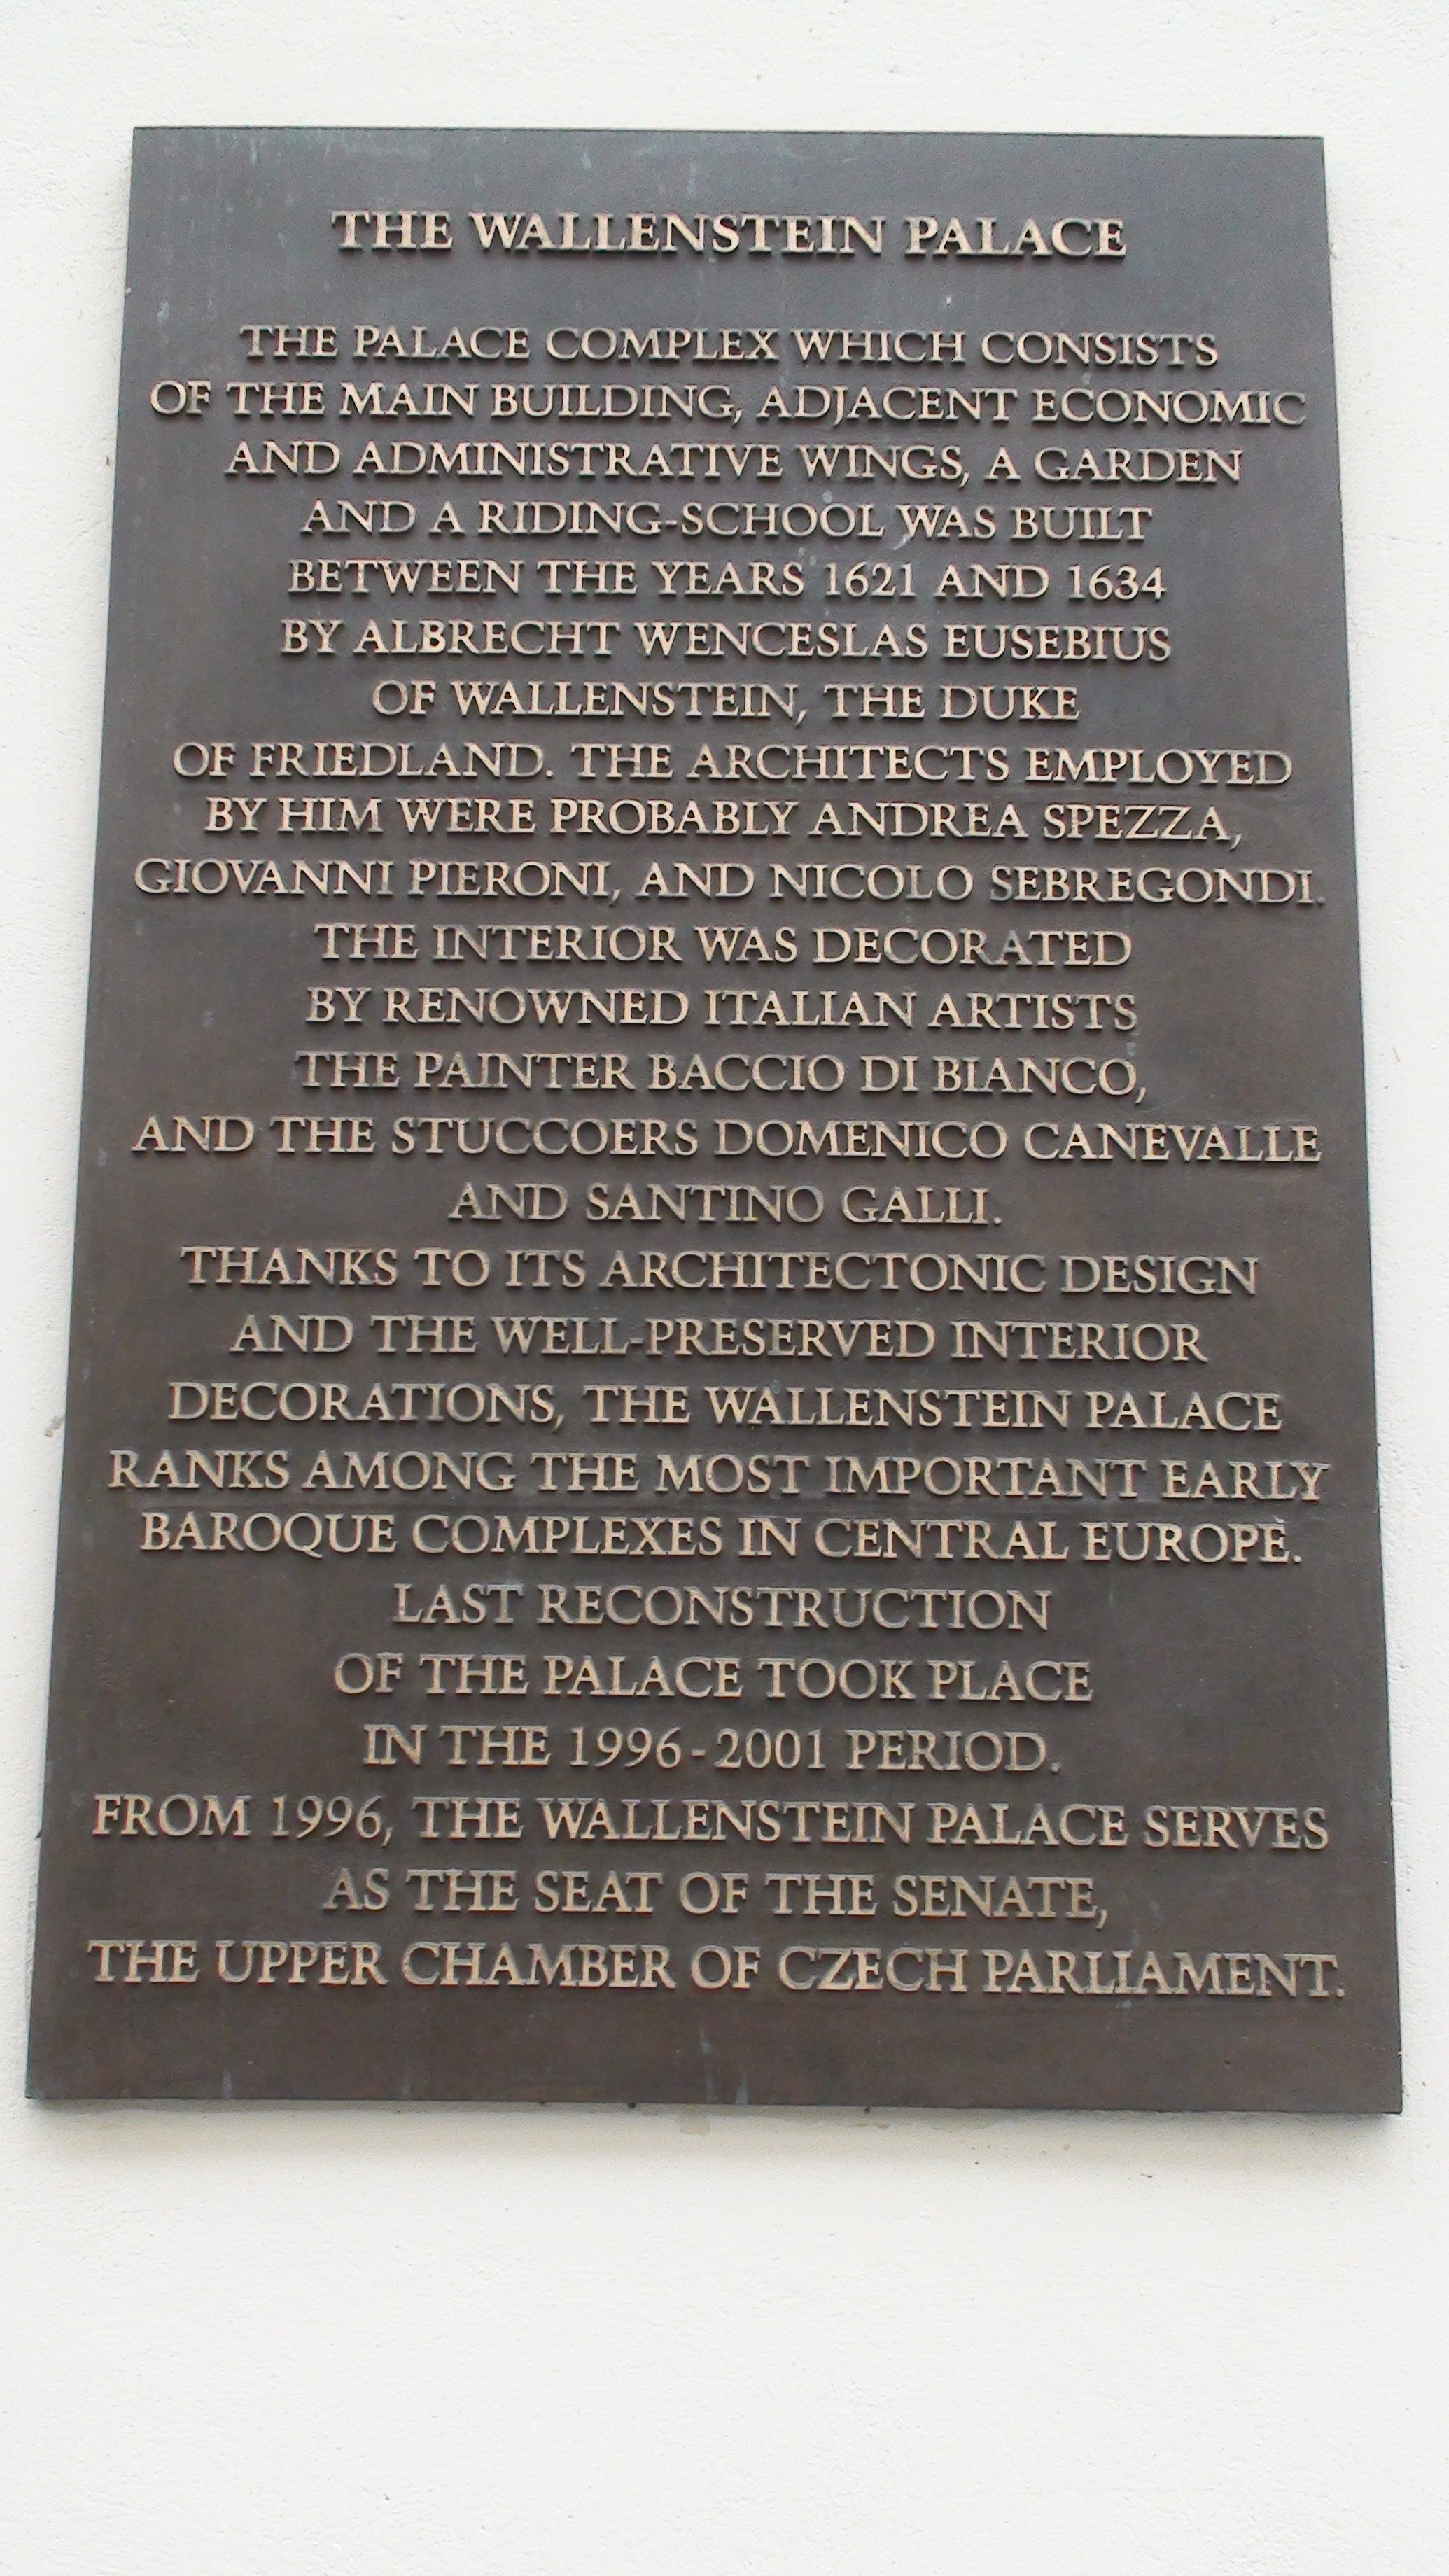 THE WALLENSTEIN PALACE
THE PALACE COMPLEX WHICH CONSISTS
OF THE MAIN BUILDING, ADJACENT ECONOMIC
AND ADMINISTRATIVE WINGS, A GARDEN
AND A RIDING-SCHOOL WAS BUILT
BETWEEN THE YEARS 1621 AND 1634
BY ALBRECHT WENCESLAS EUSEBIUS
OF WALLENSTEIN, THE DUKE
OF FRIEDLAND. THE ARCHITECTS EMPLOYED
BY HIM WERE PROBABLY ANDREA SPEZZA,
GIOVANNI PIERONI, AND NICOLO SEBREGONDI.
THE INTERIOR WAS DECORATED
BY RENOWNED ITALIAN ARTISTS
THE PAINTER BACCIO DI BIANCO,
AND THE STUCCOERS DOMENICO CANEVALLE
AND SANTINO GALLI.
THANKS TO ITS ARCHITECTONIC DESIGN
AND THE WELL-PRESERVED INTERIOR
DECORATIONS, THE WALLENSTEIN PALACE
RANKS AMONG THE MOST IMPORTANT EARLY
BAROQUE COMPLEXES IN CENTRAL EUROPE.
LAST RECONSTRUCTION
OF THE PALACE TOOK PLACE
IN THE 1996-2001 PERIOD.
FROM 1996, THE WALLENSTEIN PALACE SERVES
AS THE SEAT OF THE SENATE,
THE UPPER CHAMBER OF CZECH PARLIAMENT.